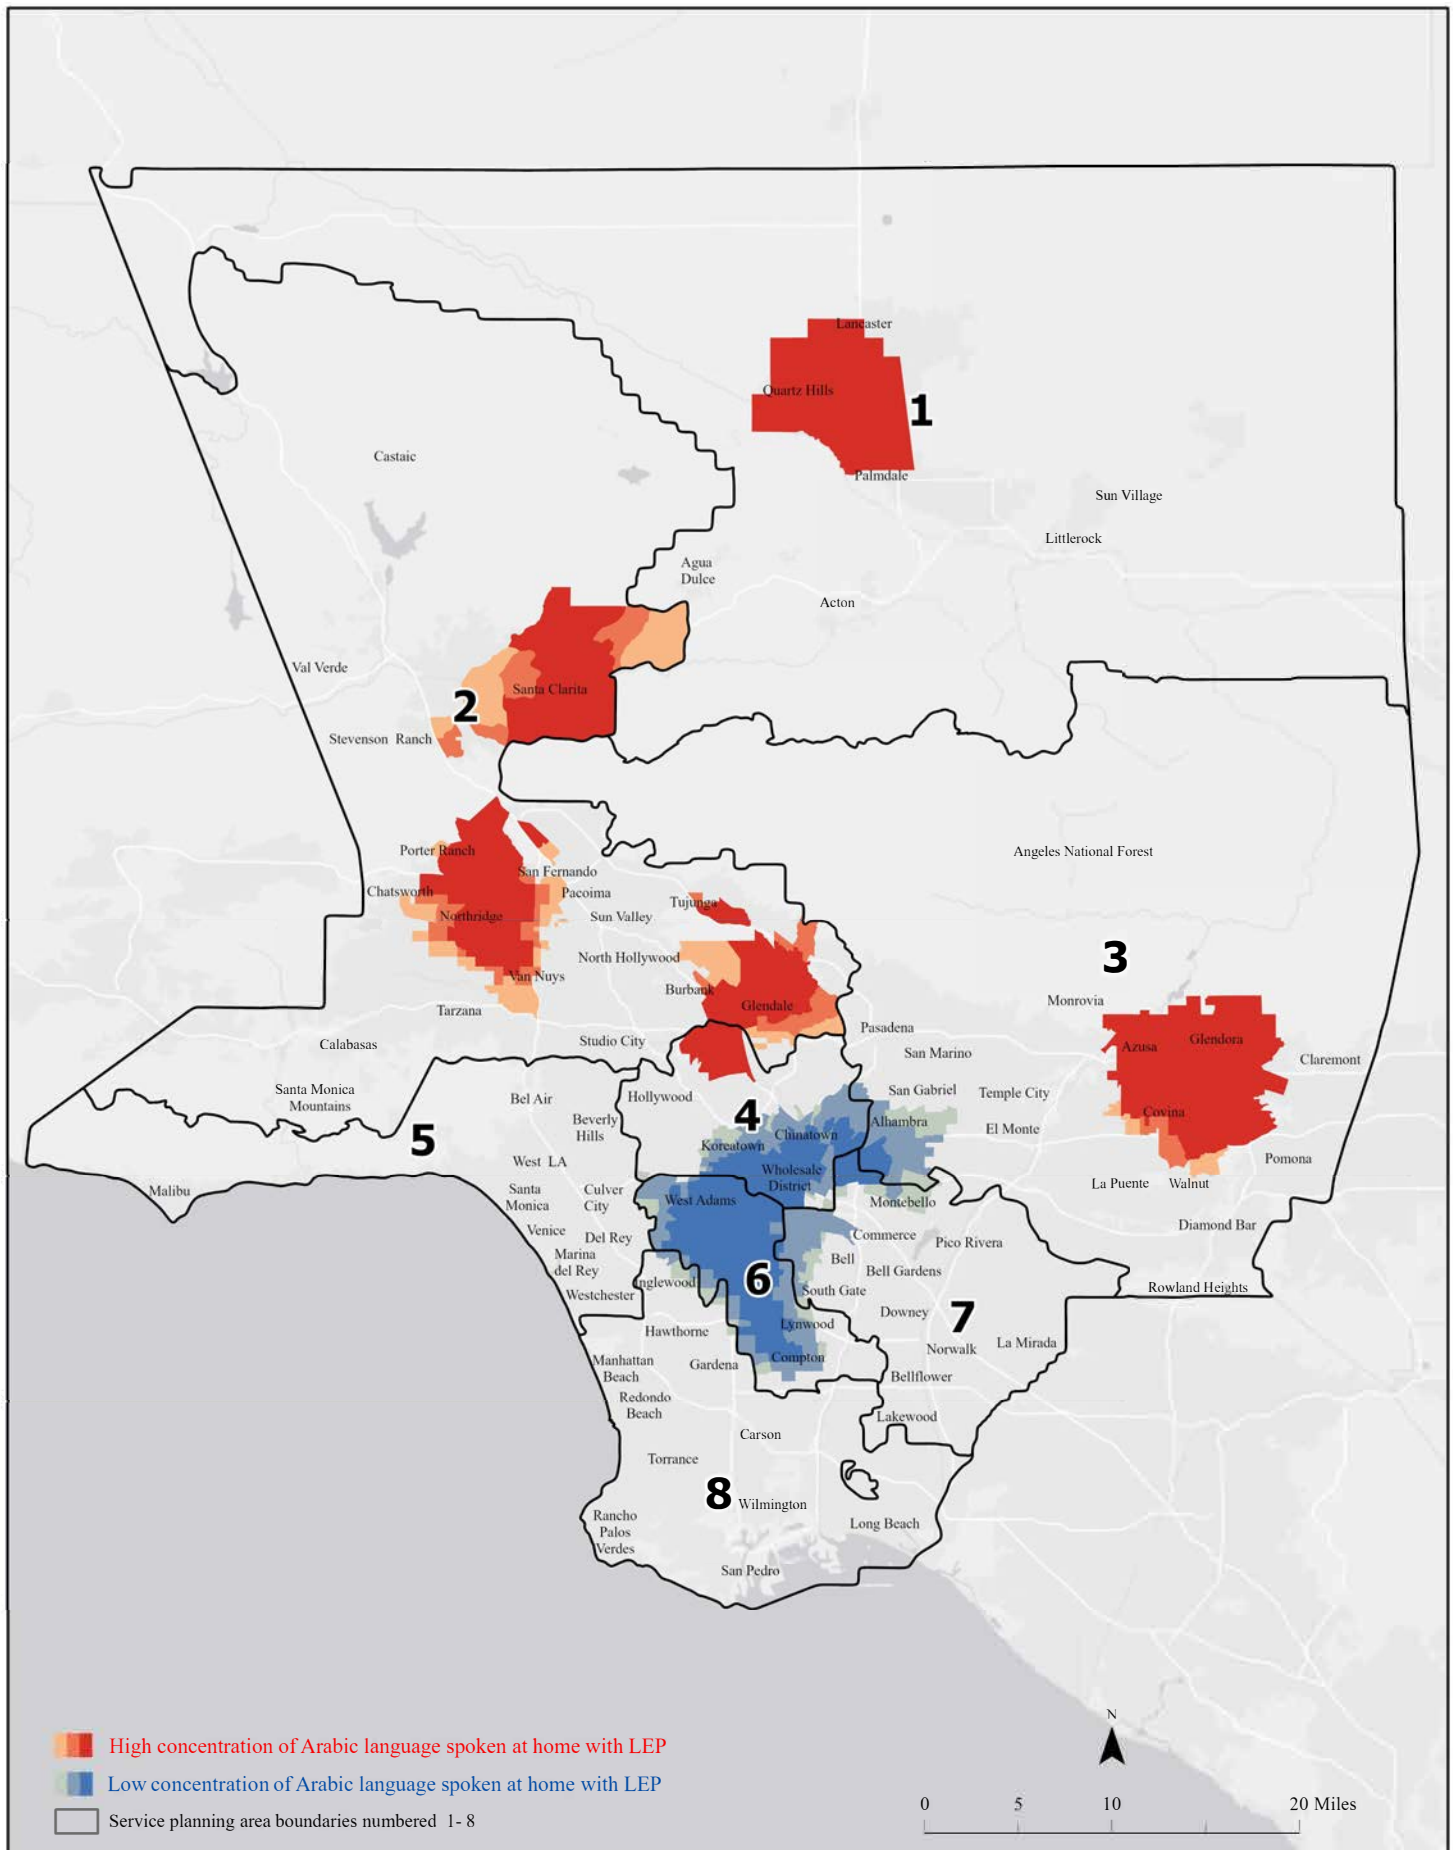 Lancaster
Quartz Hills
1
Palmdale
Castaic
Sun Village
Littlerock
Agua
Dulce
Acton
Val Verde
Santa Clarita
2
Stevenson Ranch
Porter Ranch
Angeles National Forest
San Fernando
Chatsworth
Pacoima
Tujunga
Northridge
Sun Valley
North Hollywood
3
Van Nuys
Burbank
Monrovia
Glendale
Tarzana
Pasadena
Studio City
Azusa
Glendora
Calabasas
San Marino
Claremont
Santa Monica
Mountains
San Gabriel
Temple City
Bel Air
Hollywood
4
Covina
Beverly
Hills
Alhambra
El Monte
5
Chinatown
Koreatown
West LA
Pomona
Wholesale
District
La Puente
Walnut
Malibu
Santa
Monica
Culver
City
West Adams
Montebello
Diamond Bar
Venice
Del Rey
Commerce
Pico Rivera
Marina
del Rey
Bell
Bell Gardens
6
Inglewood
Rowland Heights
Westchester
South Gate
7
Downey
Hawthorne
Lynwood
La Mirada
Norwalk
Manhattan
Beach
Gardena
Compton
Bellflower
Redondo
Beach
Lakewood
Carson
Torrance
8
Wilmington
Rancho
Palos
Verdes
Long Beach
San Pedro
N
High concentration of Arabic language spoken at home with LEP
Low concentration of Arabic language spoken at home with LEP
Service planning area boundaries numbered 1- 8
0 5 10 20 Miles